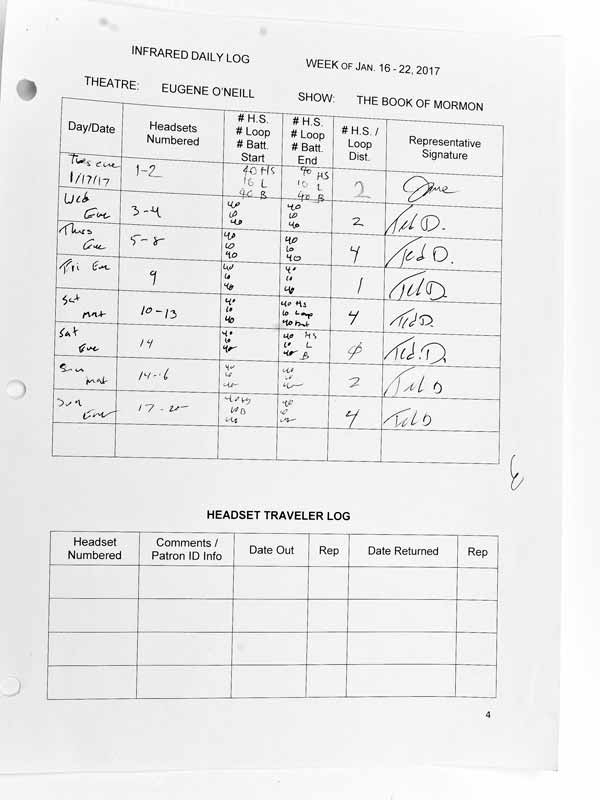 INFRARED DAILY LOG
WEEK OF JAN. 16 - 22, 2017
THEATRE: EUGENE O'NEILL SHOW: THE BOOK OF MORMON
Day/Date
Headsets
Numbered
# H.S.
# Loop
# Batt.
Start
# H.S.
# Loop
# Batt.
End
# H.S. /
Loop
Dist.
Representative
Signature
Tues eve
1/17/17
1-2
40 HS
10 L
40 B
40 HS
10 L
40 B
2
Wed
Eve
3-4
40
10
40
40
10
40
2
Ted D.
Thurs
Eve
5-8
40
10
40
40
10
40
4
Ted D.
Fri Eve
9
40
10
40
40
10
40
1
Ted D.
Sat
mat
10-13
40
10
40
40 HS
10 Loop
40 Bat
4
Ted D.
Sat
Eve
14
40
10
40
40 HS
10 L
40 B
0
Ted. D.
Sun
mat
14-16
40
10
40
40
10
40
2
Ted D
Sun
Eve
17-20
40 HS
40
40
10
40
4
Ted D
HEADSET TRAVELER LOG
Headset
Numbered
Comments /
Patron ID Info
Date Out
Rep
Date Returned
Rep
4